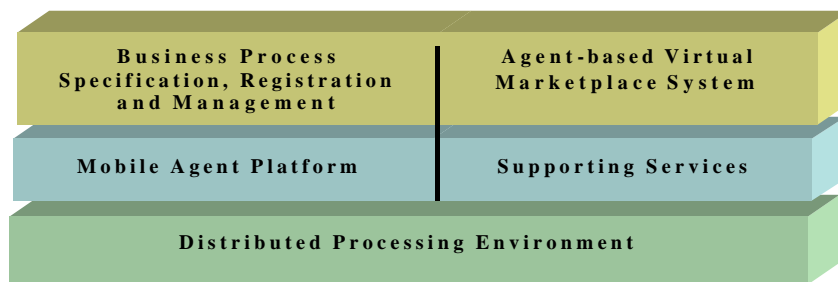 Business Process
Specification, Registration
and Management
Agent-based Virtual
Marketplace System
Mobile Agent Platform
Supporting Services
Distributed Processing Environment